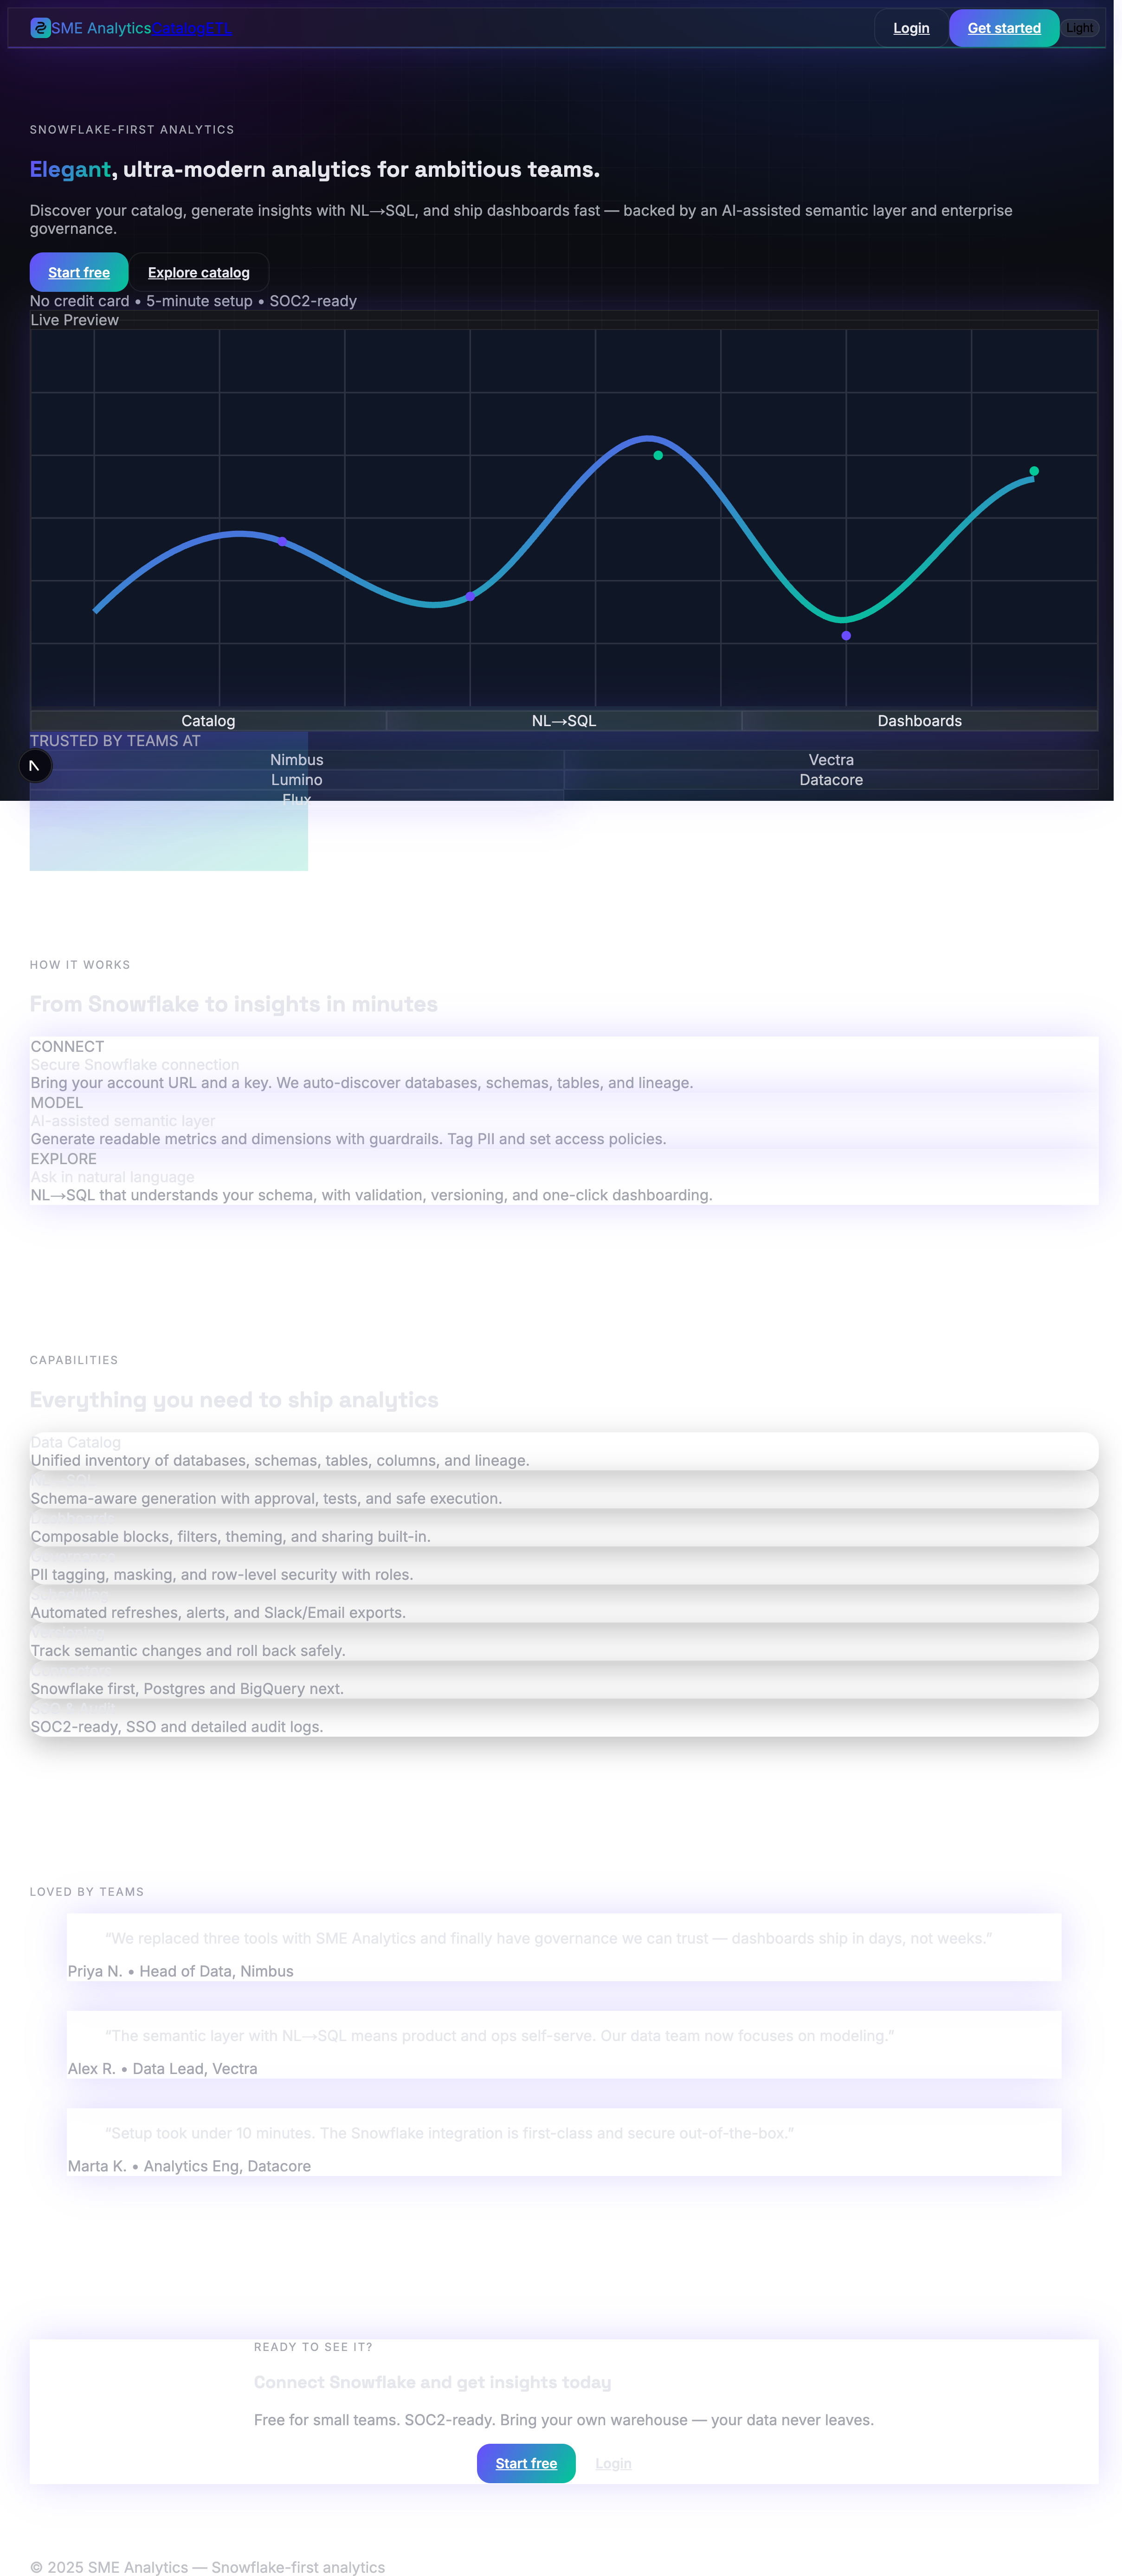 SME Analytics Catalog ETL Login Get started Light
SNOWFLAKE-FIRST ANALYTICS
Elegant, ultra-modern analytics for ambitious teams.
Discover your catalog, generate insights with NL→SQL, and ship dashboards fast — backed by an AI-assisted semantic layer and enterprise
governance.
Start free Explore catalog
No credit card • 5-minute setup • SOC2-ready
Live Preview
Catalog NL→SQL Dashboards
TRUSTED BY TEAMS AT
Nimbus Vectra
Lumino Datacore
Flux
HOW IT WORKS
From Snowflake to insights in minutes
CONNECT
Secure Snowflake connection
Bring your account URL and a key. We auto-discover databases, schemas, tables, and lineage.
MODEL
AI-assisted semantic layer
Generate readable metrics and dimensions with guardrails. Tag PII and set access policies.
EXPLORE
Ask in natural language
NL→SQL that understands your schema, with validation, versioning, and one-click dashboarding.
CAPABILITIES
Everything you need to ship analytics
Data Catalog
Unified inventory of databases, schemas, tables, columns, and lineage.
Schema-aware generation with approval, tests, and safe execution.
Composable blocks, filters, theming, and sharing built-in.
PII tagging, masking, and row-level security with roles.
Automated refreshes, alerts, and Slack/Email exports.
Track semantic changes and roll back safely.
Snowflake first, Postgres and BigQuery next.
SOC2-ready, SSO and detailed audit logs.
LOVED BY TEAMS
“We replaced three tools with SME Analytics and finally have governance we can trust — dashboards ship in days, not weeks.”
Priya N. • Head of Data, Nimbus
“The semantic layer with NL→SQL means product and ops self-serve. Our data team now focuses on modeling.”
Alex R. • Data Lead, Vectra
“Setup took under 10 minutes. The Snowflake integration is first-class and secure out-of-the-box.”
Marta K. • Analytics Eng, Datacore
READY TO SEE IT?
Connect Snowflake and get insights today
Free for small teams. SOC2-ready. Bring your own warehouse — your data never leaves.
Start free Login
© 2025 SME Analytics — Snowflake-first analytics